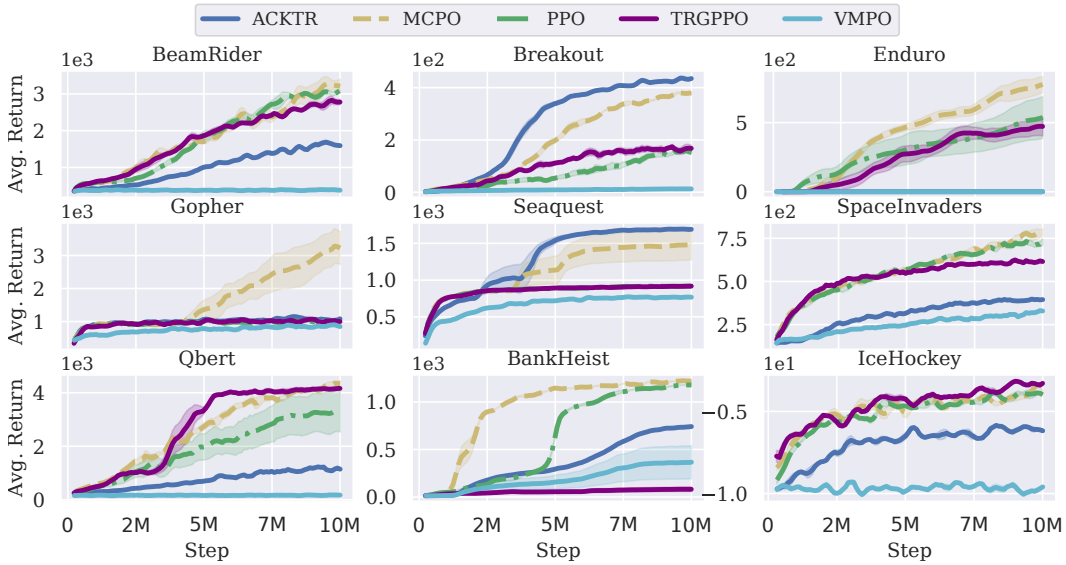 ACKTR MCPO PPO TRGPPO VMPO
1e3 BeamRider 1e2 Breakout 1e2 Enduro
Avg. Return
3
2
1
4
2
0
5
0
1e3 Gopher 1e3 Seaquest 1e2 SpaceInvaders
Avg. Return
3
2
1
1.5
1.0
0.5
7.5
5.0
2.5
1e3 Qbert 1e3 BankHeist 1e1 IceHockey
Avg. Return
4
2
0
1.0
0.5
0.0
−0.5
−1.0
0 2M 5M 7M 10M 2M 5M 7M 10M 0 2M 5M 7M 10M
Step Step Step